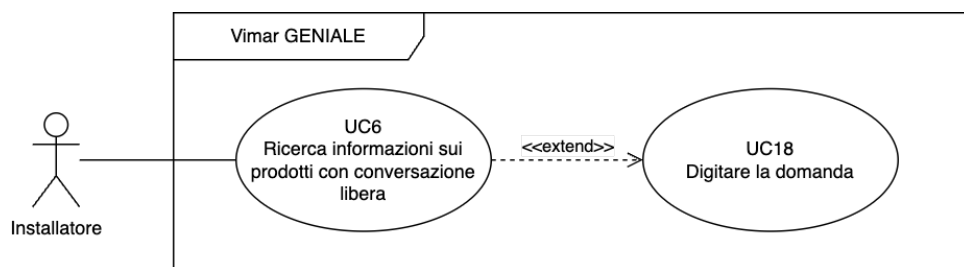 Vimar GENIALE
UC6
Ricerca informazioni sui
prodotti con conversazione
libera
<<extend>>
UC18
Digitare la domanda
Installatore